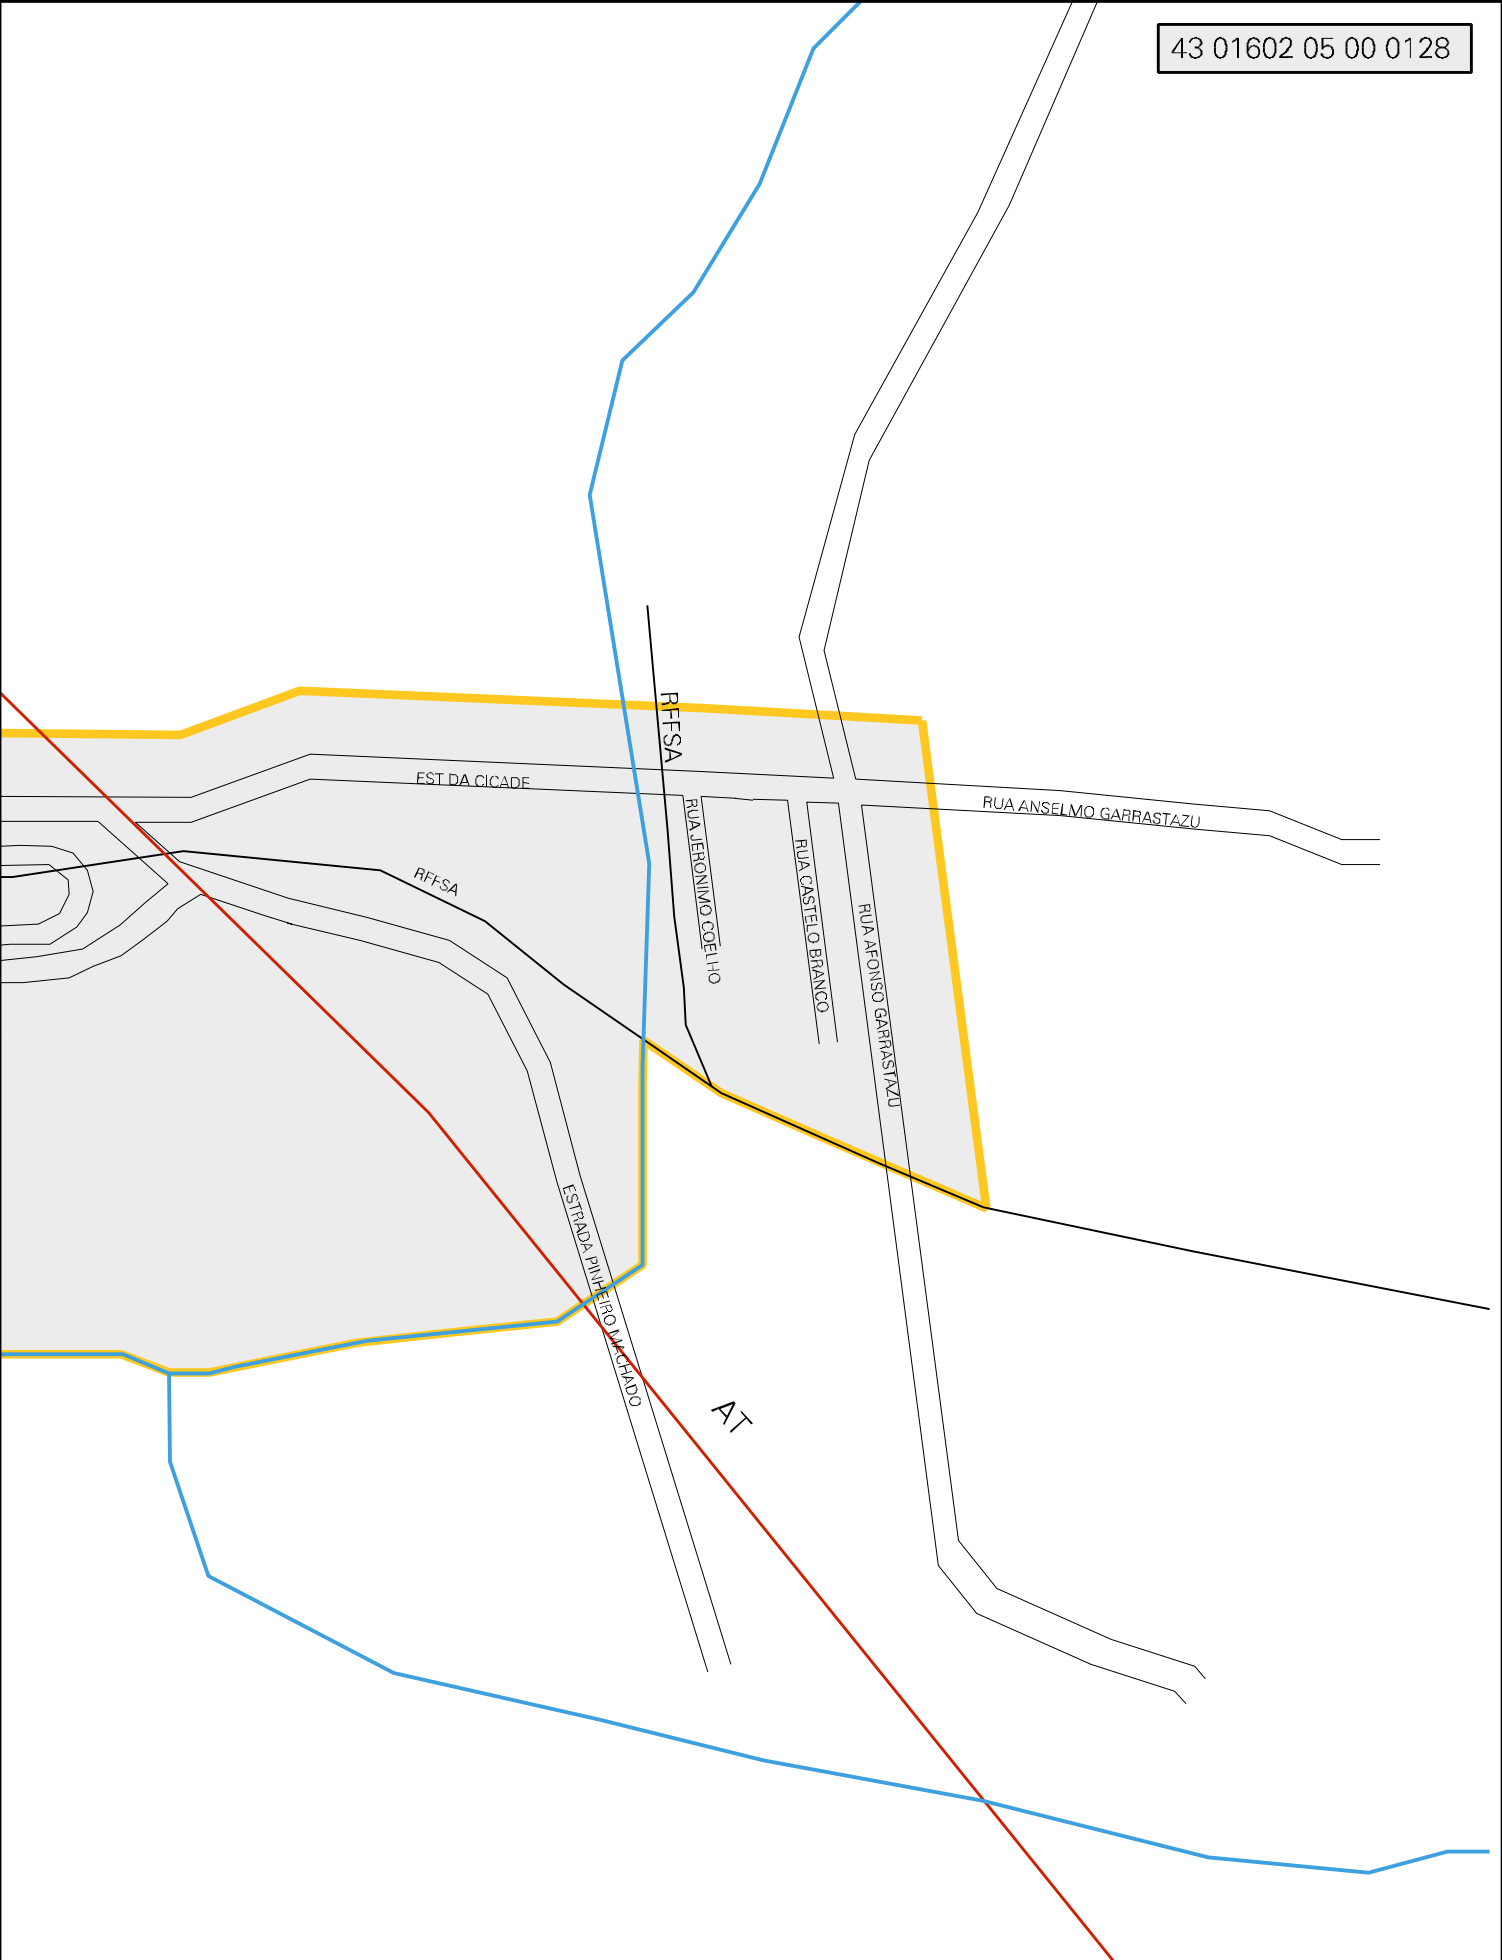 43 01602 05 00 0128
RFFSA
EST DA CICADE
RUA ANSELMO GARRASTAZU
RUA JERONIMO COELHO
RUA CASTELO BRANCO
RFFSA
RUA AFONSO GARRASTAZU
ESTRADA PINHEIRO MACHADO
AT